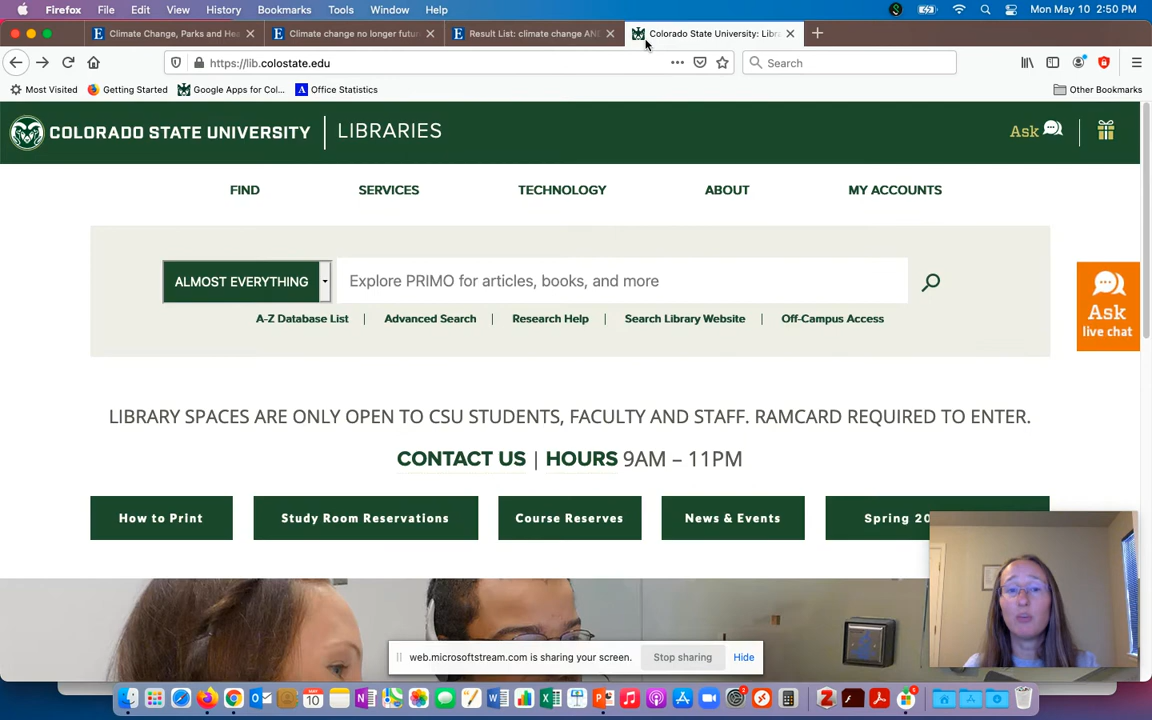 Firefox File Edit View History Bookmarks Tools Window Help Mon May 10 2:50 PM
Climate Change, Parks and Hea Climate change no longer futur Result List: climate change AN Colorado State University: Libra
https://lib.colostate.edu Search
Most Visited Getting Started Google Apps for Col... Office Statistics Other Bookmarks
COLORADO STATE UNIVERSITY LIBRARIES Ask
FIND SERVICES TECHNOLOGY ABOUT MY ACCOUNTS
ALMOST EVERYTHING Explore PRIMO for articles, books, and more
A-Z Database List | Advanced Search | Research Help | Search Library Website | Off-Campus Access
Ask
live chat
LIBRARY SPACES ARE ONLY OPEN TO CSU STUDENTS, FACULTY AND STAFF. RAMCARD REQUIRED TO ENTER.
CONTACT US | HOURS 9AM – 11PM
How to Print Study Room Reservations Course Reserves News & Events Spring 20
web.microsoftstream.com is sharing your screen. Stop sharing Hide